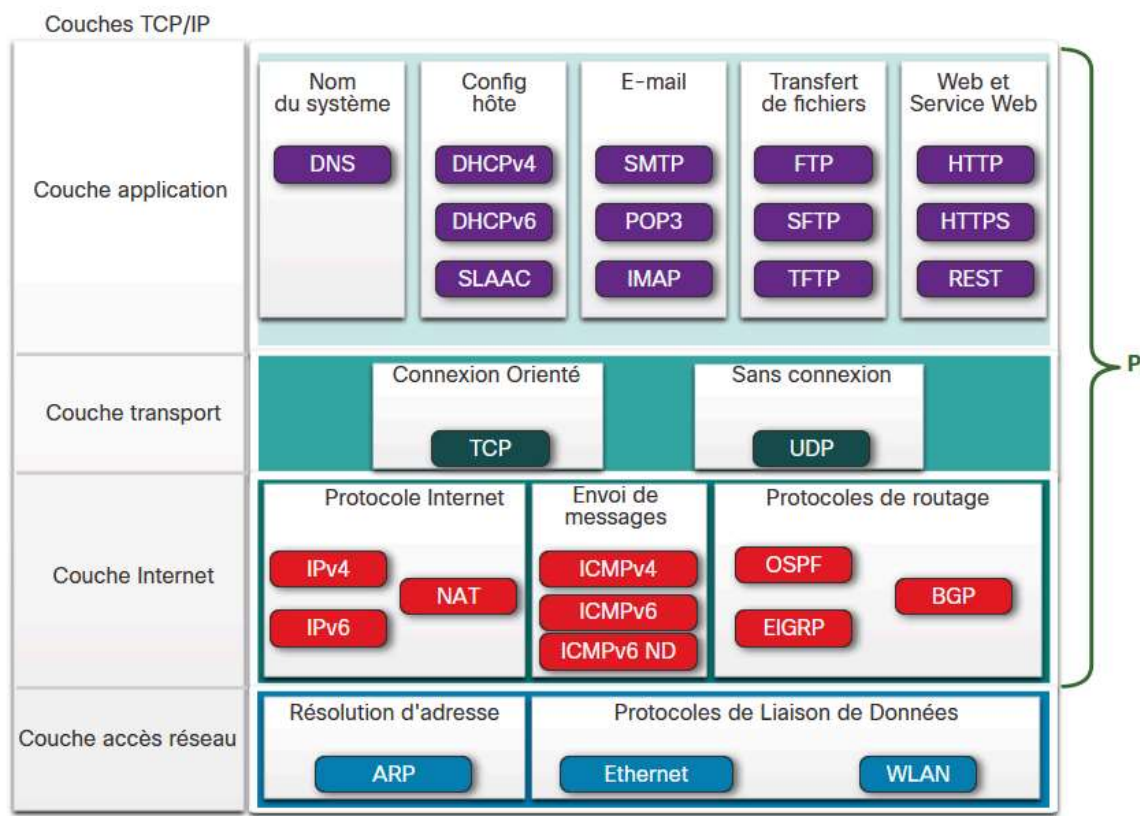 Couches TCP/IP
Couche application
Nom
du système
DNS
Config
hôte
DHCPv4
DHCPv6
SLAAC
E-mail
SMTP
POP3
IMAP
Transfert
de fichiers
FTP
SFTP
TFTP
Web et
Service Web
HTTP
HTTPS
REST
P
Couche transport
Connexion Orienté
TCP
Sans connexion
UDP
Couche Internet
Protocole Internet
IPv4
NAT
IPv6
Envoi de
messages
ICMPv4
ICMPv6
ICMPv6 ND
Protocoles de routage
OSPF
BGP
EIGRP
Couche accès réseau
Résolution d'adresse
ARP
Protocoles de Liaison de Données
Ethernet
WLAN